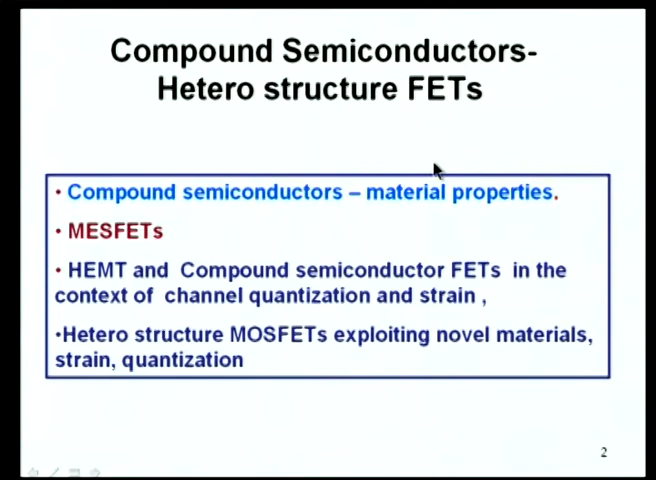 Compound Semiconductors-
Hetero structure FETs
• Compound semiconductors – material properties.
• MESFETs
• HEMT and Compound semiconductor FETs in the
context of channel quantization and strain ,
•Hetero structure MOSFETs exploiting novel materials,
strain, quantization
2